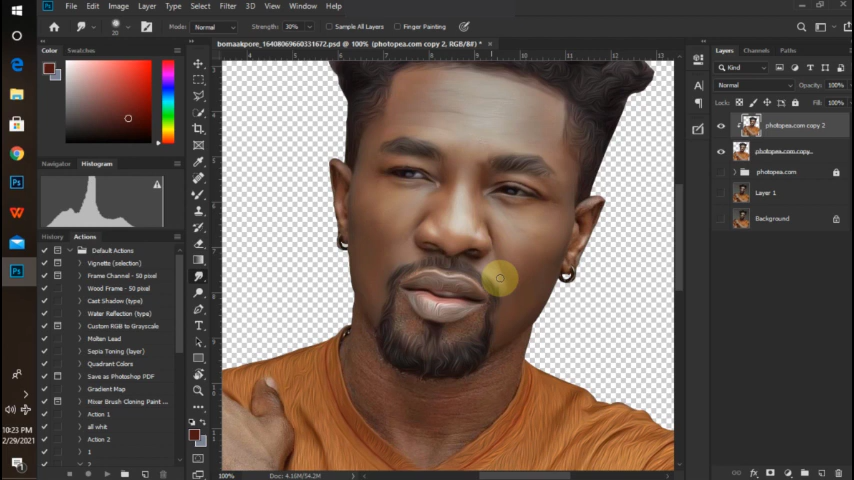 File Edit Image Layer Type Select Filter 3D View Window Help
20 Mode: Normal Strength: 30% Sample All Layers Finger Painting
bomaakpore_16408069660331672.psd @ 100% (photopea.com copy 2, RGB/8#) *
Color Swatches
Navigator Histogram
History Actions
Default Actions
Vignette (selection)
Frame Channel - 50 pixel
Wood Frame - 50 pixel
Cast Shadow (type)
Water Reflection (type)
Custom RGB to Grayscale
Molten Lead
Sepia Toning (layer)
Quadrant Colors
Save as Photoshop PDF
Gradient Map
Mixer Brush Cloning Paint ...
Action 1
all whit
Action 2
1
2
Layers Channels Paths
Kind
Normal Opacity: 100%
Lock: Fill: 100%
photopea.com copy 2
photopea.com copy...
photopea.com
Layer 1
Background
10:23 PM
2/29/2021
100% Doc: 4.16M/54.2M